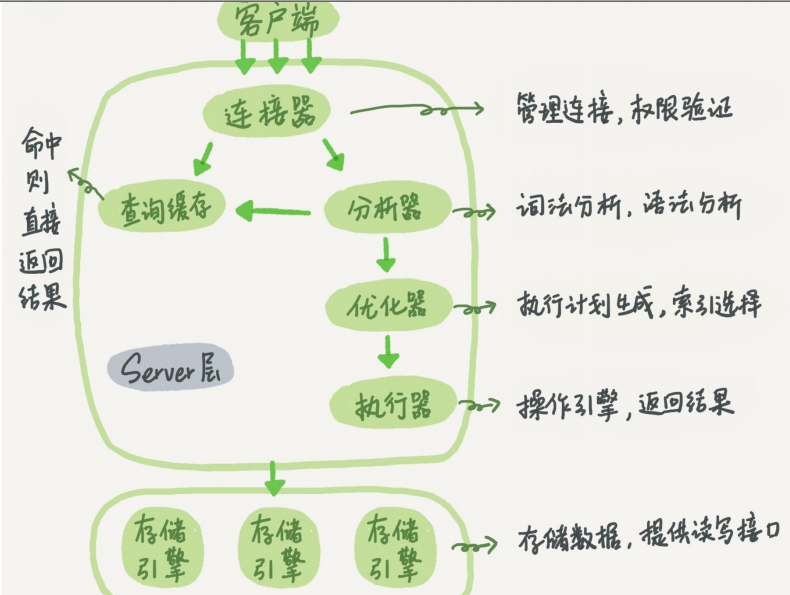 客户端
连接器
管理连接,权限验证
命中
则
直接
返回
结果
查询缓存
分析器
词法分析,语法分析
优化器
执行计划生成,索引选择
Server层
执行器
操作引擎,返回结果
存储
引擎
存储
引擎
存储
引擎
存储数据,提供读写接口